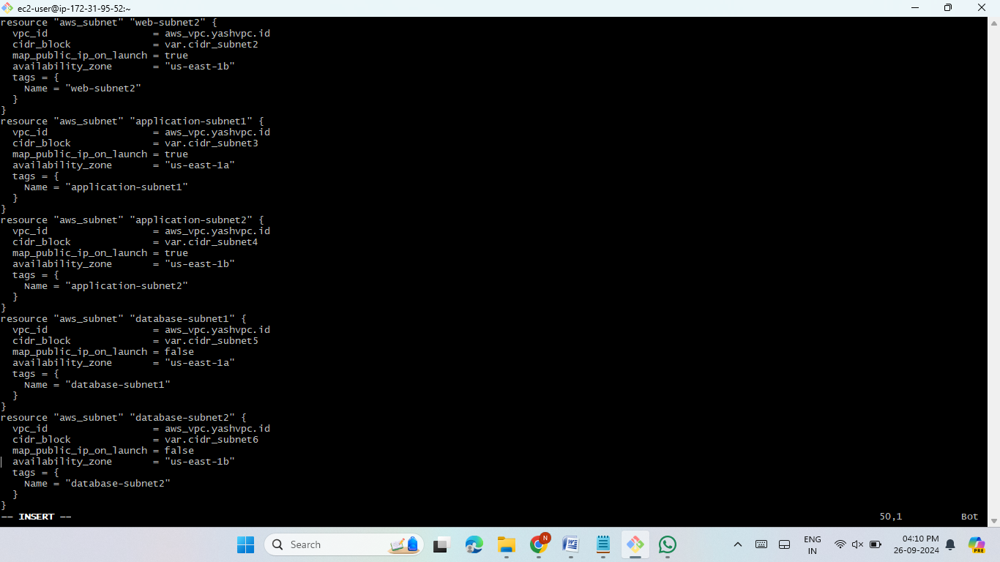 ec2-user@ip-172-31-95-52:~
resource "aws_subnet" "web-subnet2" {
  vpc_id                  = aws_vpc.yashvpc.id
  cidr_block              = var.cidr_subnet2
  map_public_ip_on_launch = true
  availability_zone       = "us-east-1b"
  tags = {
    Name = "web-subnet2"
  }
}
resource "aws_subnet" "application-subnet1" {
  vpc_id                  = aws_vpc.yashvpc.id
  cidr_block              = var.cidr_subnet3
  map_public_ip_on_launch = true
  availability_zone       = "us-east-1a"
  tags = {
    Name = "application-subnet1"
  }
}
resource "aws_subnet" "application-subnet2" {
  vpc_id                  = aws_vpc.yashvpc.id
  cidr_block              = var.cidr_subnet4
  map_public_ip_on_launch = true
  availability_zone       = "us-east-1b"
  tags = {
    Name = "application-subnet2"
  }
}
resource "aws_subnet" "database-subnet1" {
  vpc_id                  = aws_vpc.yashvpc.id
  cidr_block              = var.cidr_subnet5
  map_public_ip_on_launch = false
  availability_zone       = "us-east-1a"
  tags = {
    Name = "database-subnet1"
  }
}
resource "aws_subnet" "database-subnet2" {
  vpc_id                  = aws_vpc.yashvpc.id
  cidr_block              = var.cidr_subnet6
  map_public_ip_on_launch = false
  availability_zone       = "us-east-1b"
  tags = {
    Name = "database-subnet2"
  }
}
-- INSERT -- 50,1 Bot
Search
N
W
ENG
IN
04:10 PM
26-09-2024
PRE